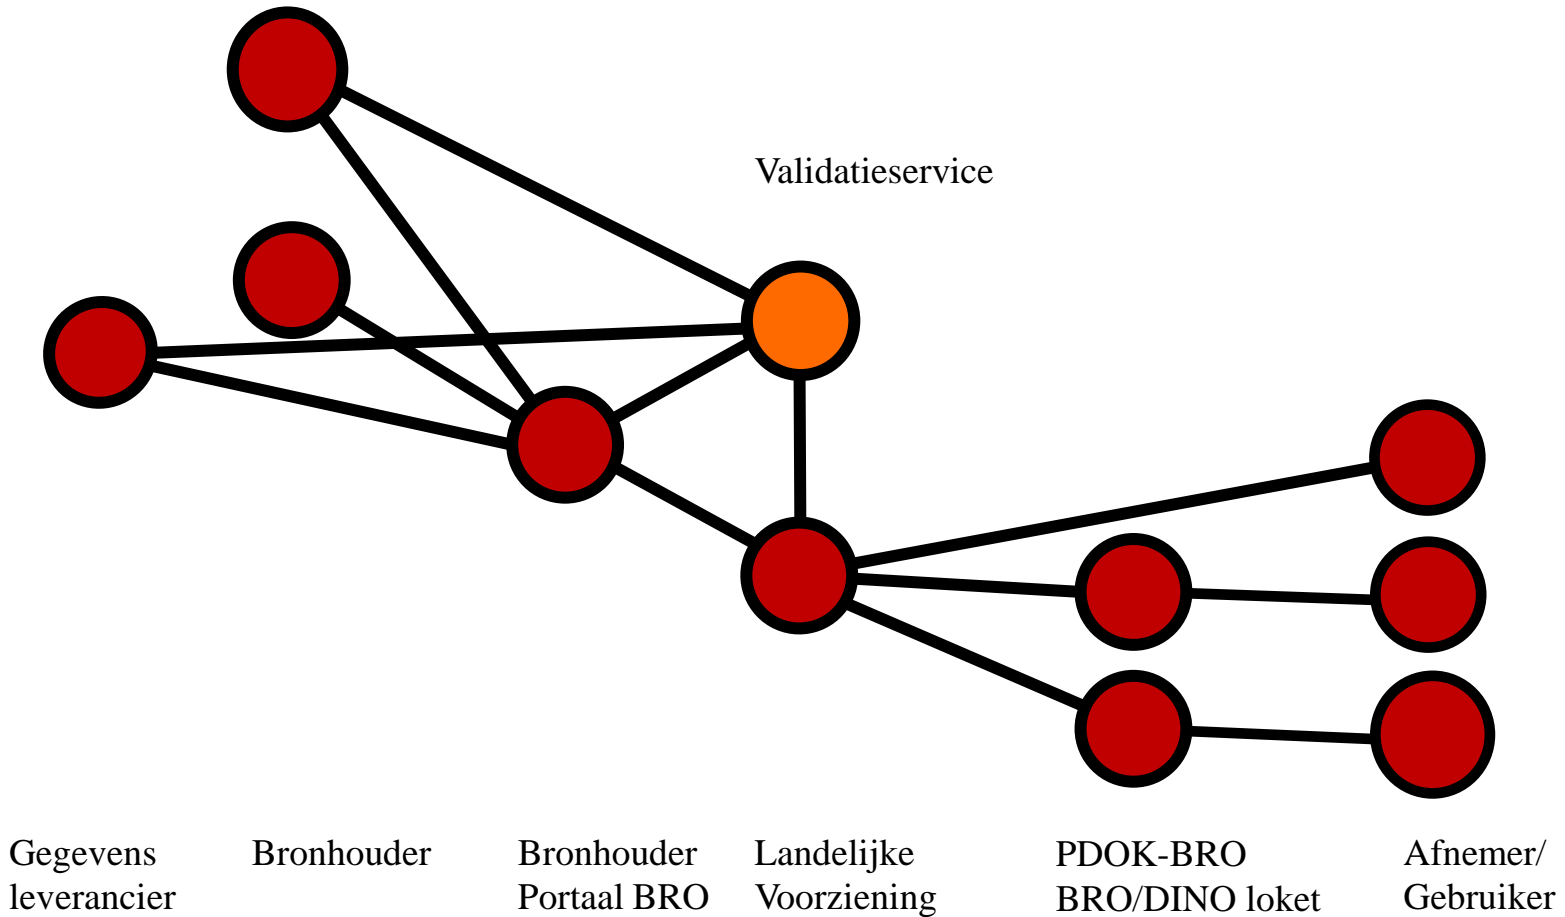 Validatieservice
Gegevens
leverancier
Bronhouder
Bronhouder
Portaal BRO
Landelijke
Voorziening
PDOK-BRO
BRO/DINO loket
Afnemer/
Gebruiker